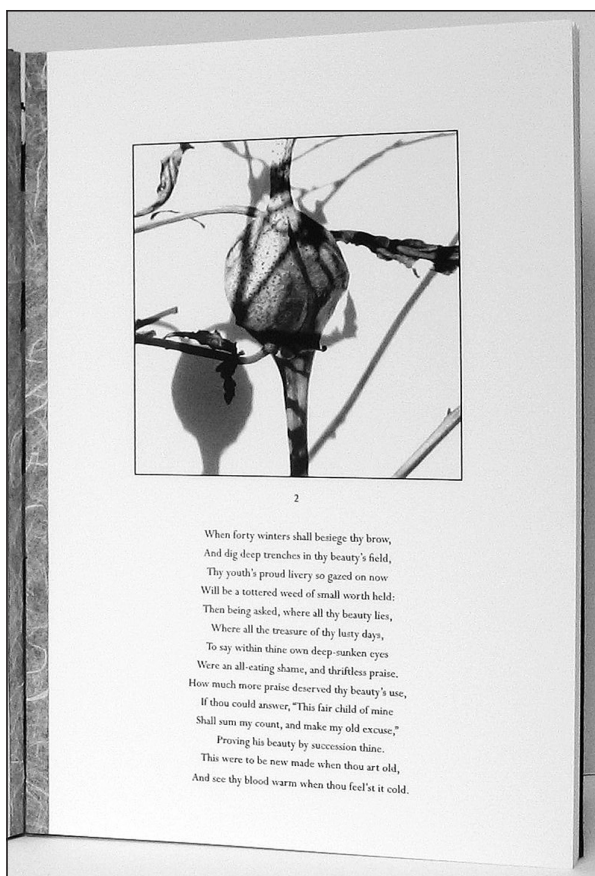 2
When forty winters shall besiege thy brow,
And dig deep trenches in thy beauty's field,
Thy youth's proud livery so gazed on now
Will be a tottered weed of small worth held:
Then being asked, where all thy beauty lies,
Where all the treasure of thy lusty days,
To say within thine own deep-sunken eyes
Were an all-eating shame, and thriftless praise.
How much more praise deserved thy beauty's use,
If thou could answer, “This fair child of mine
Shall sum my count, and make my old excuse,”
Proving his beauty by succession thine.
This were to be new made when thou art old,
And see thy blood warm when thou feel'st it cold.